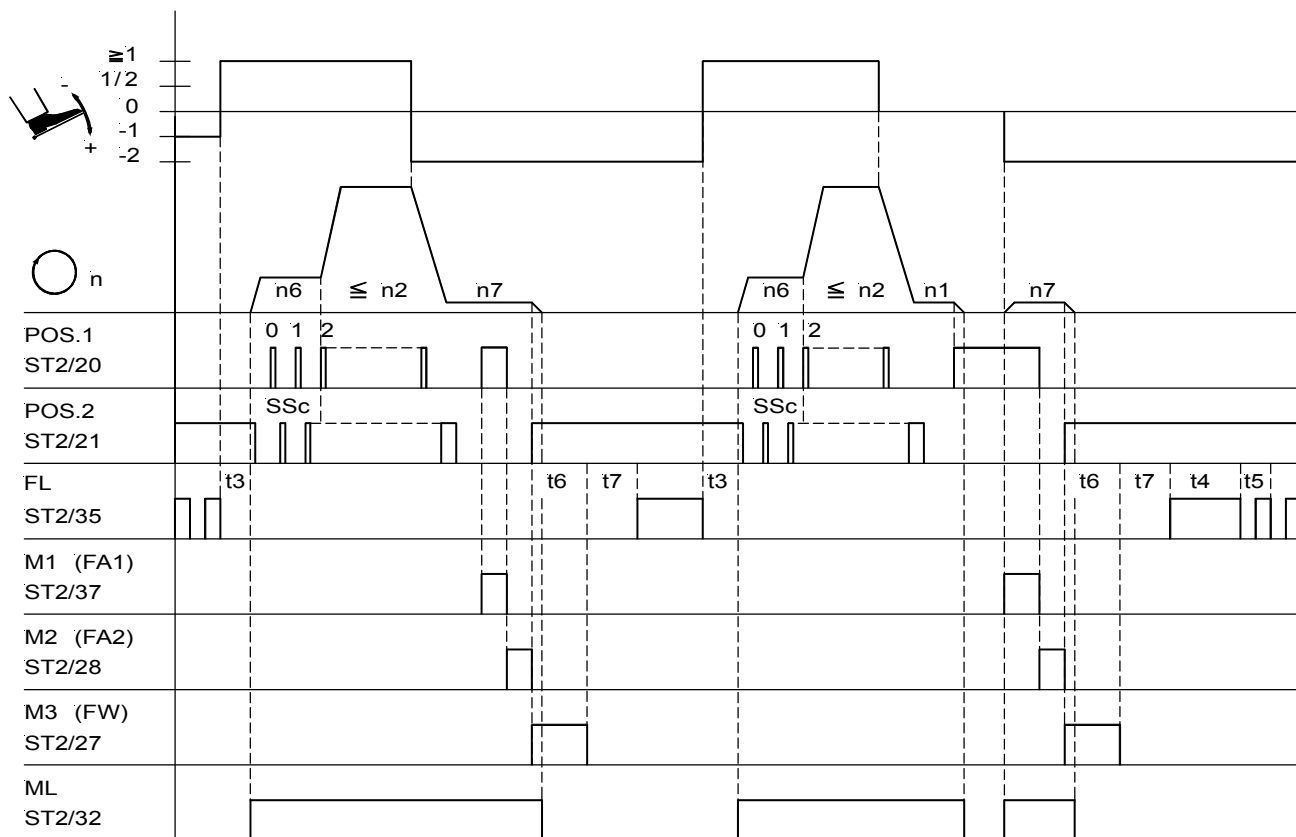 ≧1
1/2
-
0
-1
+
-2
n
n6 ≦ n2 n7 n6 ≦ n2 n1 n7
POS.1 0 1 2 0 1 2
ST2/20
POS.2 SSc SSc
ST2/21
FL t3 t6 t7 t3 t6 t7 t4 t5
ST2/35
M1 (FA1)
ST2/37
M2 (FA2)
ST2/28
M3 (FW)
ST2/27
ML
ST2/32